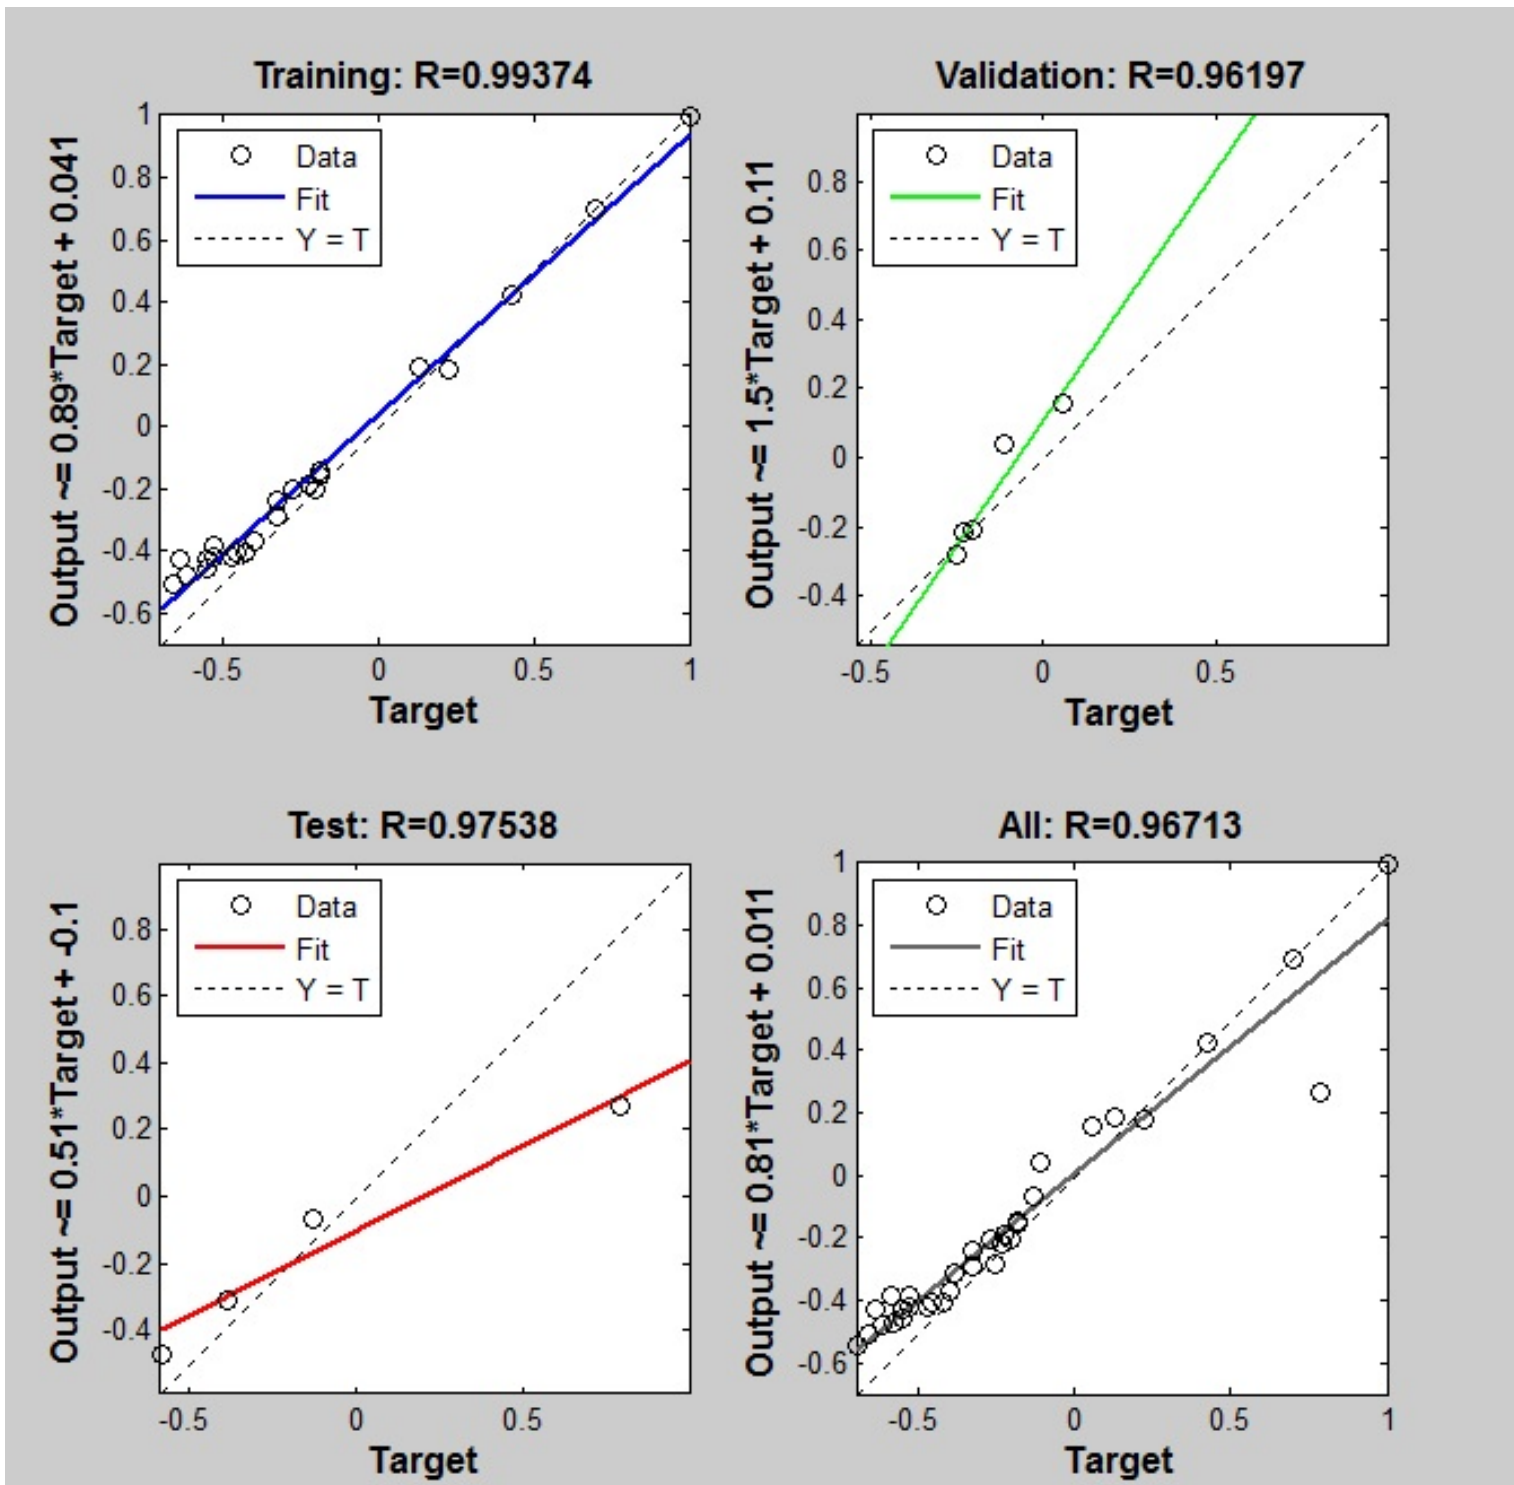 Training: R=0.99374
Output ~= 0.89*Target + 0.041
1
0.8
0.6
0.4
0.2
0
-0.2
-0.4
-0.6
Data
Fit
Y = T
-0.5
0
0.5
1
Target
Validation: R=0.96197
Output ~= 1.5*Target + 0.11
0.8
0.6
0.4
0.2
0
-0.2
-0.4
Data
Fit
Y = T
-0.5
0
0.5
Target
Test: R=0.97538
Output ~= 0.51*Target + -0.1
0.8
0.6
0.4
0.2
0
-0.2
-0.4
Data
Fit
Y = T
-0.5
0
0.5
Target
All: R=0.96713
Output ~= 0.81*Target + 0.011
1
0.8
0.6
0.4
0.2
0
-0.2
-0.4
-0.6
Data
Fit
Y = T
-0.5
0
0.5
1
Target